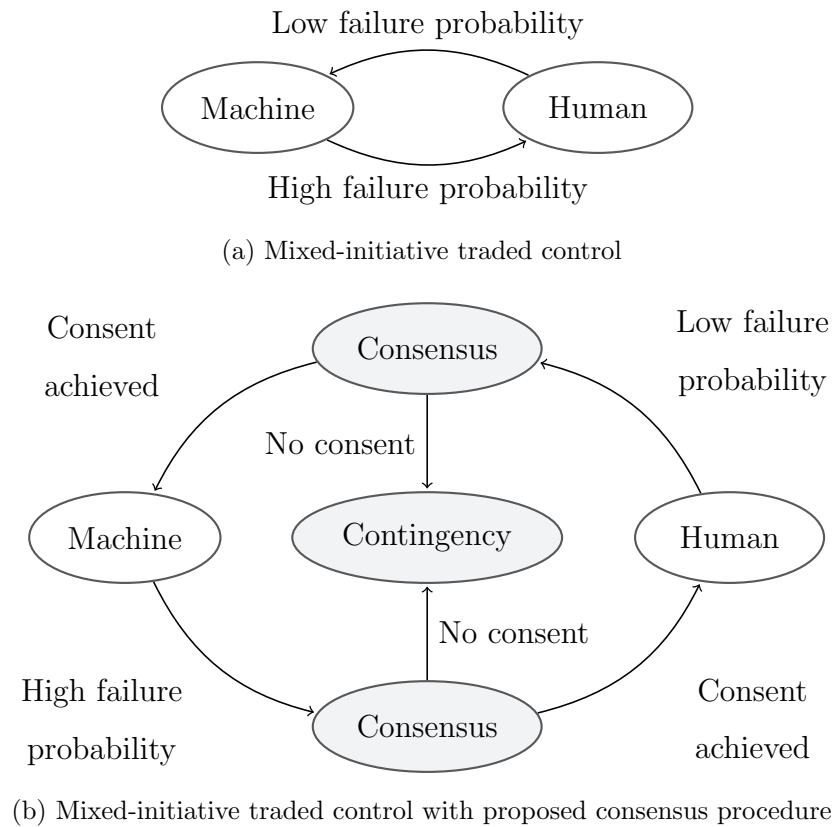 Low failure probability
Machine
Human
High failure probability
(a) Mixed-initiative traded control
Consent
achieved
Consensus
Low failure
probability
No consent
Machine
Contingency
Human
No consent
High failure
probability
Consensus
Consent
achieved
(b) Mixed-initiative traded control with proposed consensus procedure